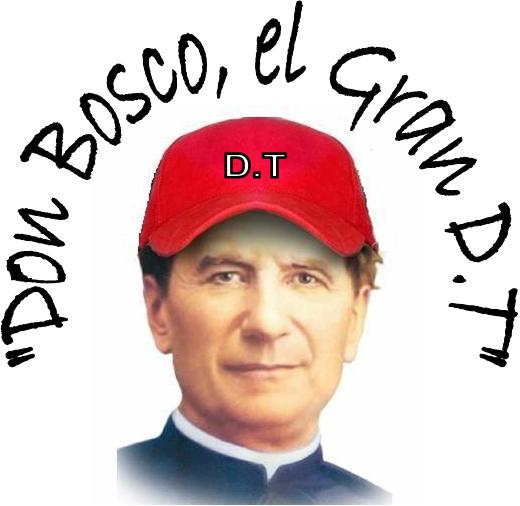 "Don Bosco, el Gran D.T"
D.T